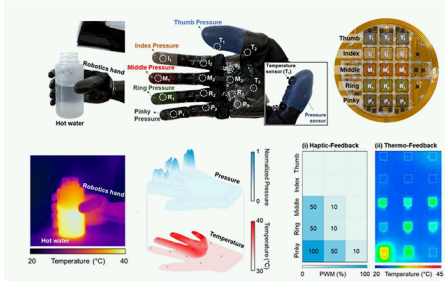 Thumb Pressure
Index Pressure
Middle Pressure
Ring Pressure
Pinky Pressure
Robotics hand
Hot water
Temperature sensor (T₅)
Pressure sensor
Thumb
Index
Middle
Ring
Pinky
Robotics hand
Hot water
20 40
Temperature (°C)
Pressure
Temperature
Normalized Pressure
1
0
Temperature (°C)
40
30
(i) Haptic-Feedback
Thumb
Index
Middle
Ring
Pinky
50 10
50 10
100 50 10
0 100
PWM (%)
(ii) Thermo-Feedback
20 45
Temperature (°C)